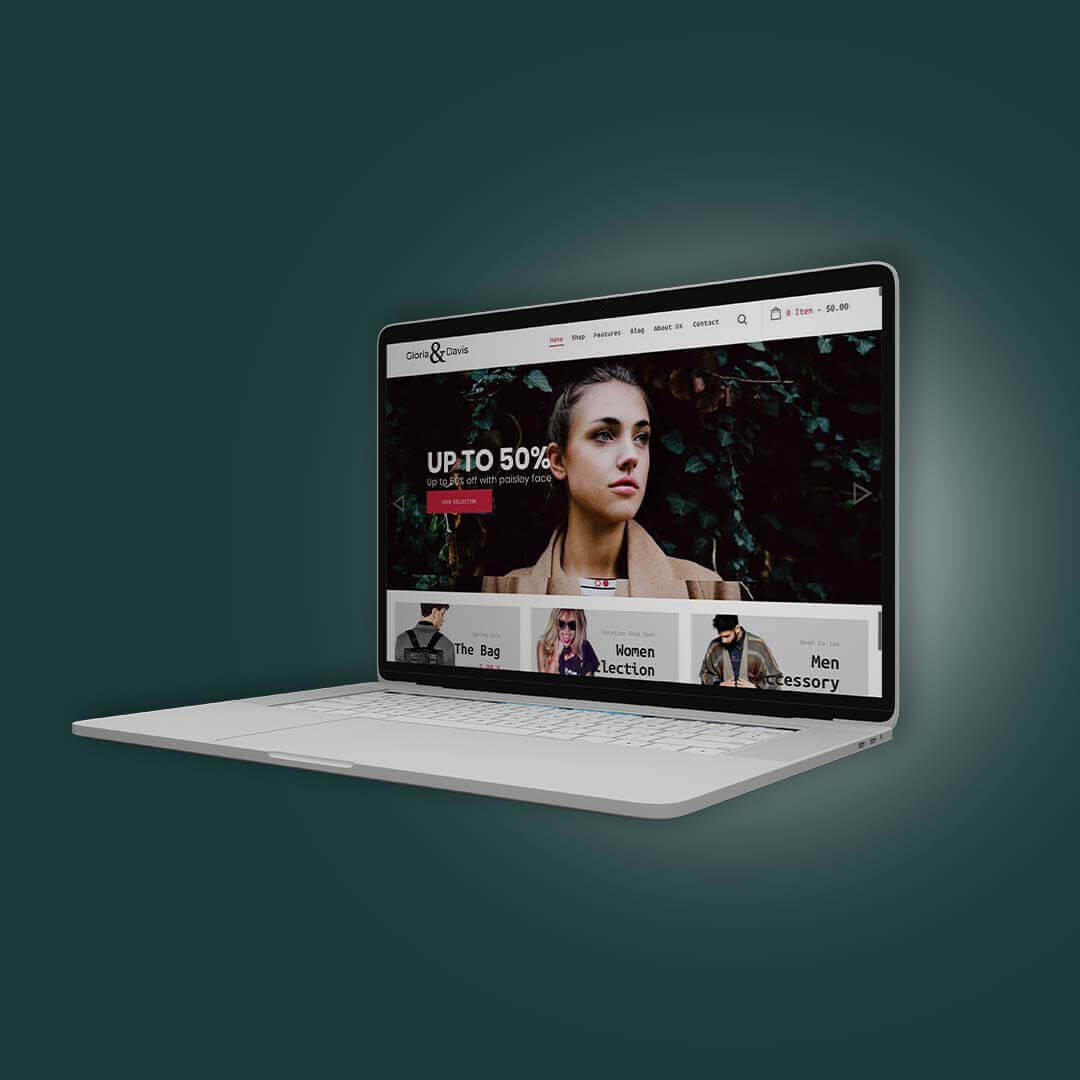 Gloria & Davis
Home Shop Features Blog About Us Contact
0 Item - $0.00
UP TO 50%
Up to 50% off with paisley face
VIEW COLLECTION
Spring Sale
The Bag
Vacation Shop Open
Women
llection
Head to Toe
Men
ccessory